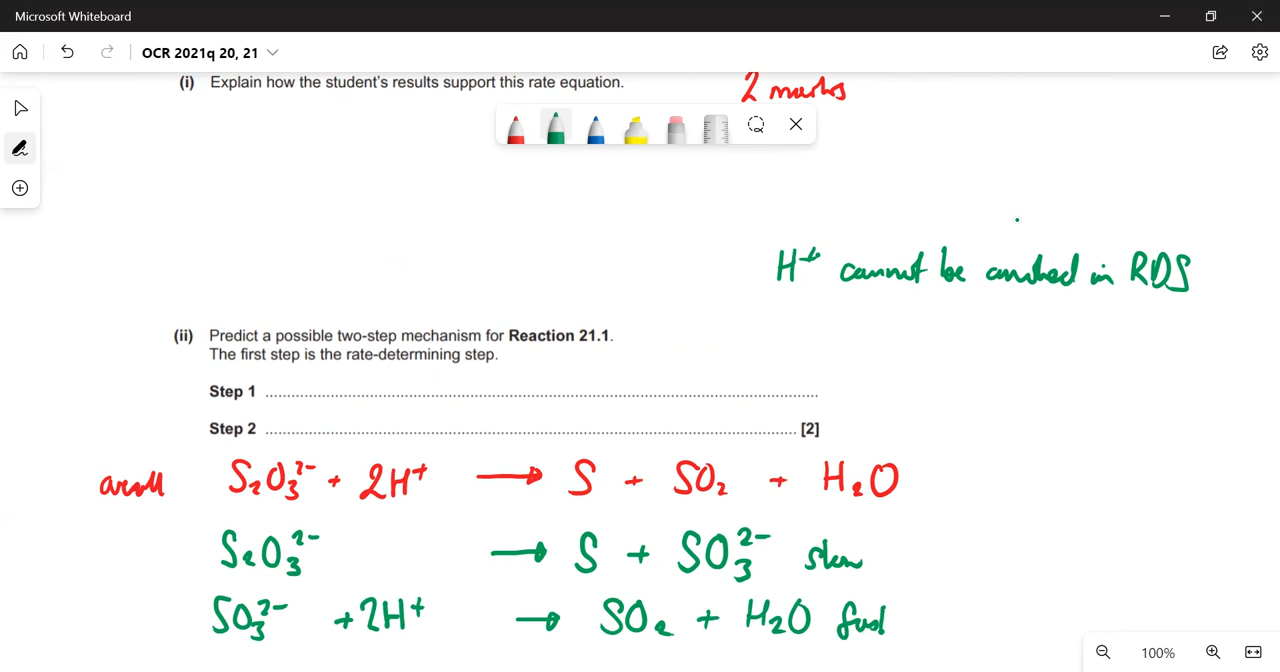 Microsoft Whiteboard
OCR 2021q 20, 21
(i) Explain how the student's results support this rate equation.
2 marks
H⁺ cannot be involved in RDS
(ii) Predict a possible two-step mechanism for Reaction 21.1.
The first step is the rate-determining step.
Step 1 ........................................................................
Step 2 ........................................................................ [2]
overall S₂O₃²⁻ + 2H⁺ → S + SO₂ + H₂O
S₂O₃²⁻ → S + SO₃²⁻ slow
SO₃²⁻ + 2H⁺ → SO₂ + H₂O fast
100%